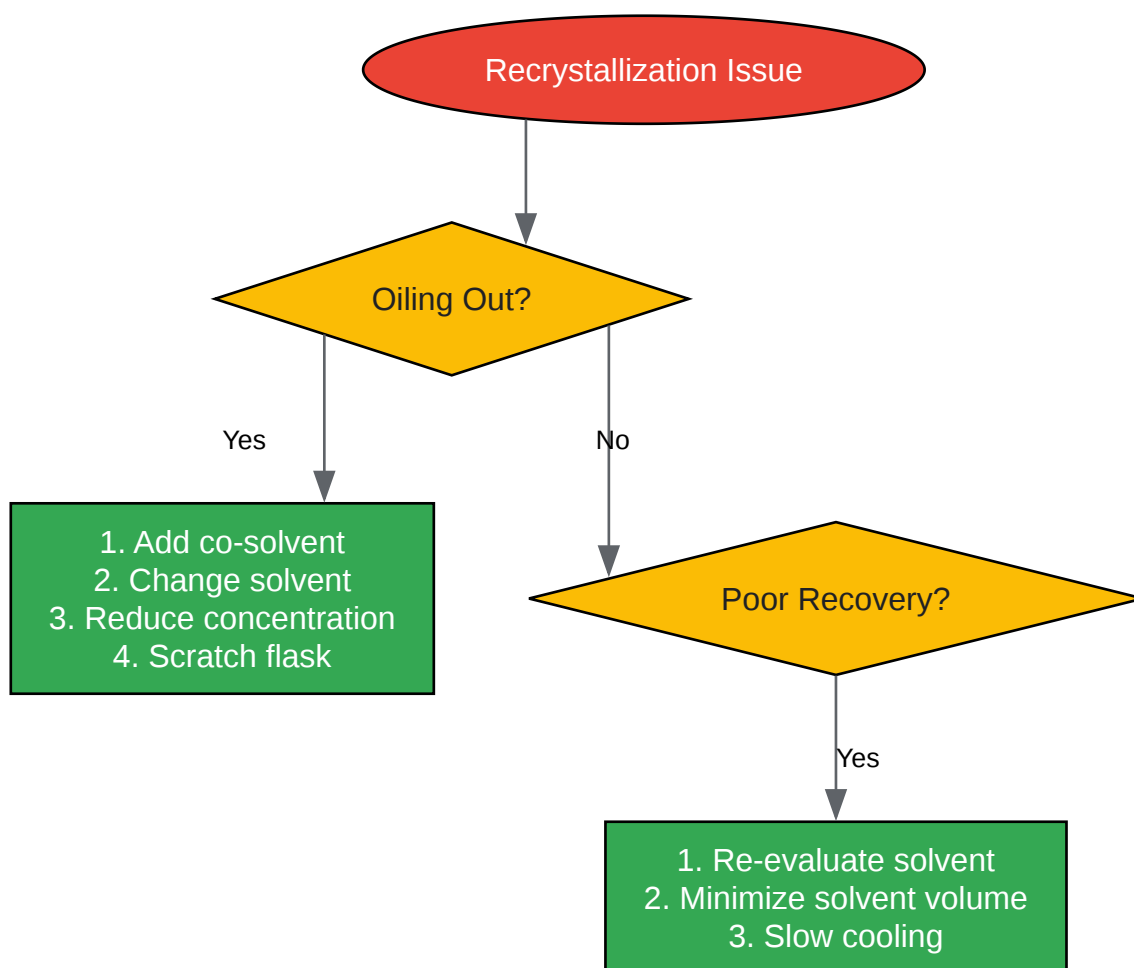 Recrystallization Issue
Oiling Out?
Yes
No
1. Add co-solvent
2. Change solvent
3. Reduce concentration
4. Scratch flask
Poor Recovery?
Yes
1. Re-evaluate solvent
2. Minimize solvent volume
3. Slow cooling